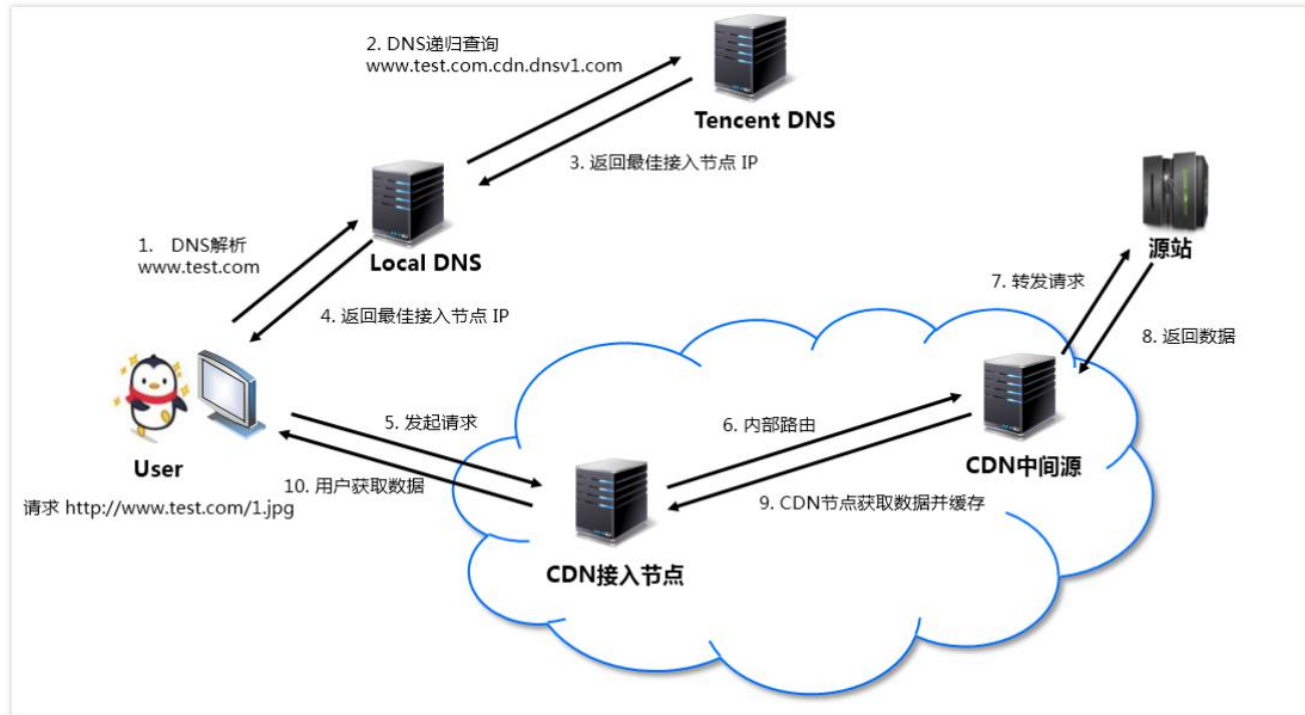 2. DNS递归查询
www.test.com.cdn.dnsv1.com
Tencent DNS
3. 返回最佳接入节点 IP
1. DNS解析
www.test.com
Local DNS
源站
7. 转发请求
4. 返回最佳接入节点 IP
8. 返回数据
5. 发起请求
6. 内部路由
User
CDN中间源
10. 用户获取数据
9. CDN节点获取数据并缓存
请求 http://www.test.com/1.jpg
CDN接入节点